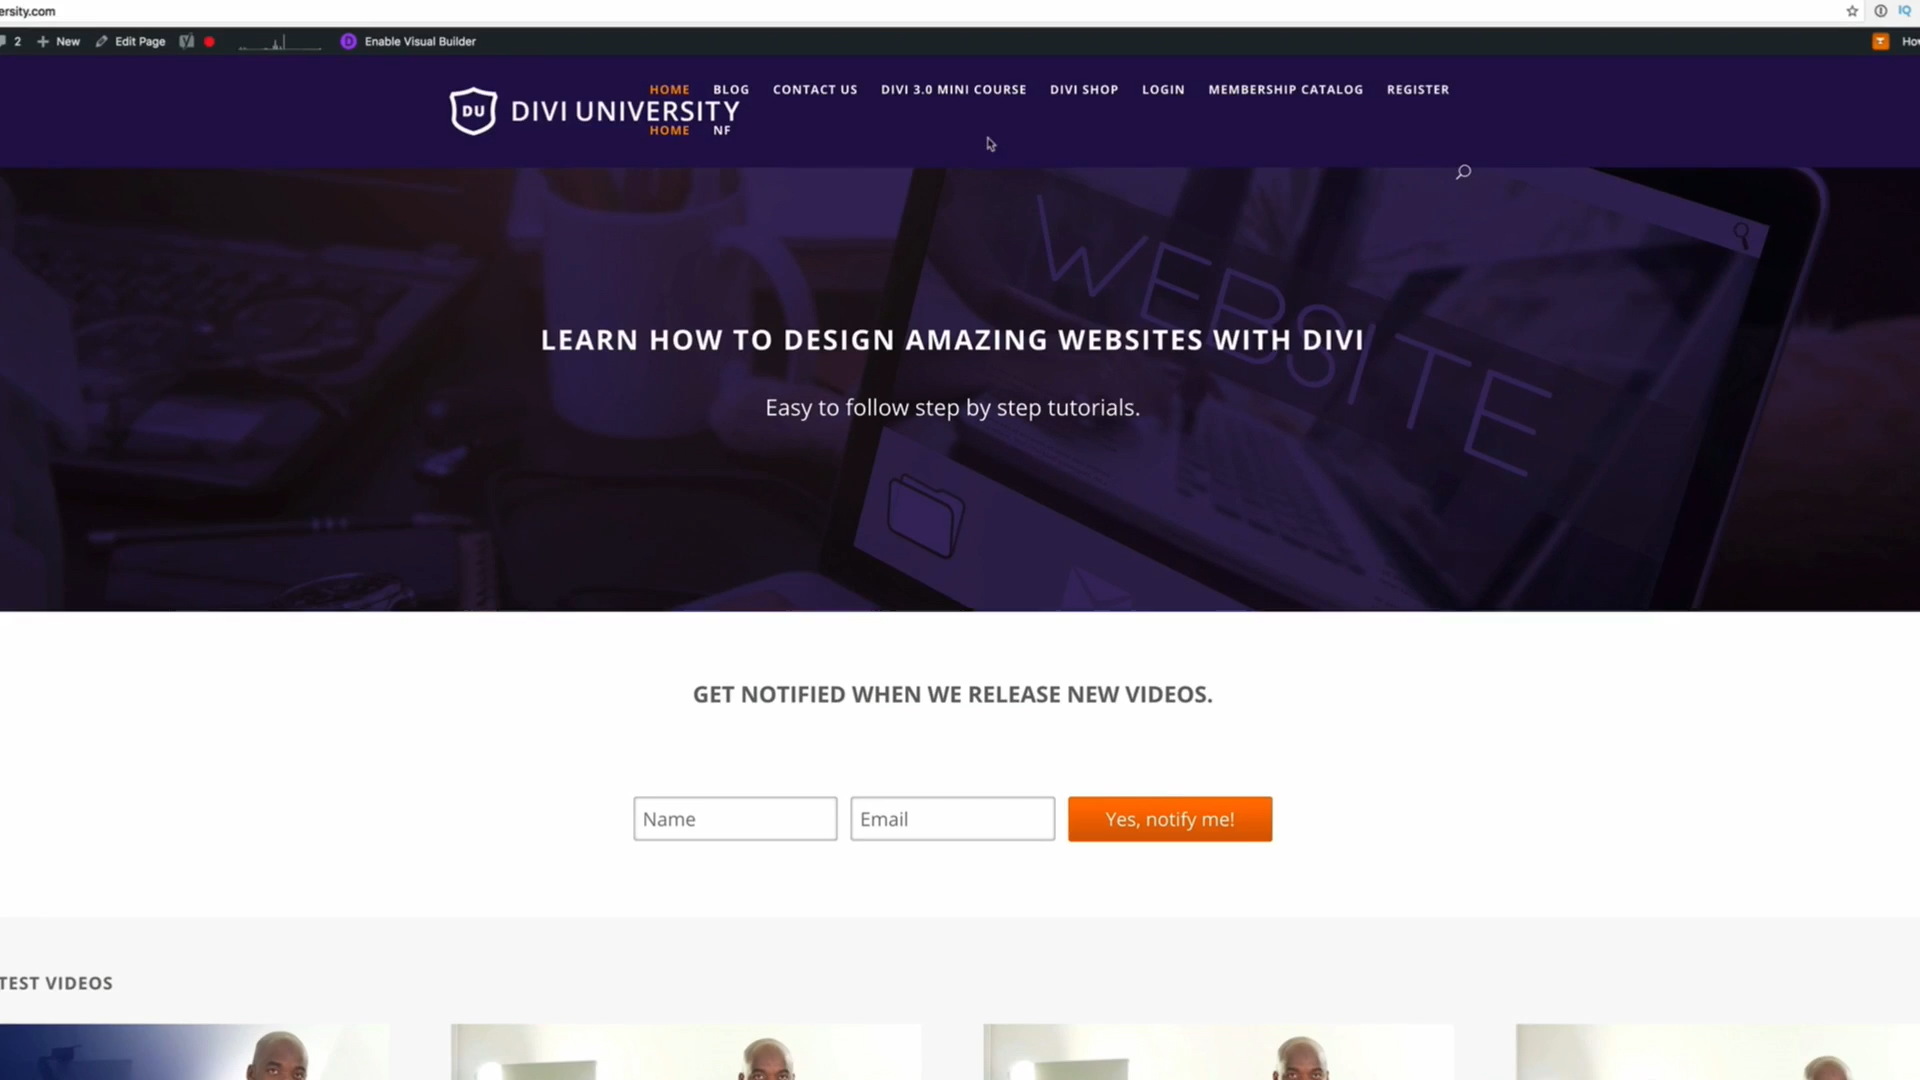 ersity.com
IQ
2 New Edit Page Enable Visual Builder
HOME BLOG CONTACT US DIVI 3.0 MINI COURSE DIVI SHOP LOGIN MEMBERSHIP CATALOG REGISTER
DU DIVI UNIVERSITY
HOME NF
WEBSITE
LEARN HOW TO DESIGN AMAZING WEBSITES WITH DIVI
Easy to follow step by step tutorials.
GET NOTIFIED WHEN WE RELEASE NEW VIDEOS.
Name Email Yes, notify me!
TEST VIDEOS